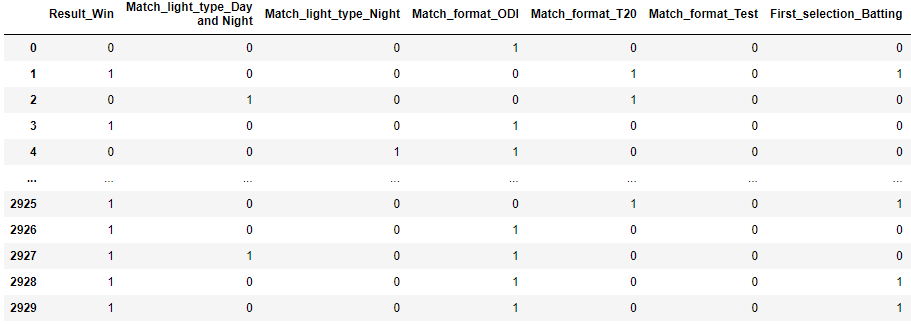 Result_Win Match_light_type_Day and Night Match_light_type_Night Match_format_ODI Match_format_T20 Match_format_Test First_selection_Batting
0 0 0 0 1 0 0 0
1 1 0 0 0 1 0 1
2 0 1 0 0 1 0 0
3 1 0 0 1 0 0 0
4 0 0 1 1 0 0 0
... ... ... ... ... ... ... ...
2925 1 0 0 0 1 0 1
2926 1 0 0 1 0 0 0
2927 1 1 0 1 0 0 0
2928 1 0 0 1 0 0 1
2929 1 0 0 1 0 0 1